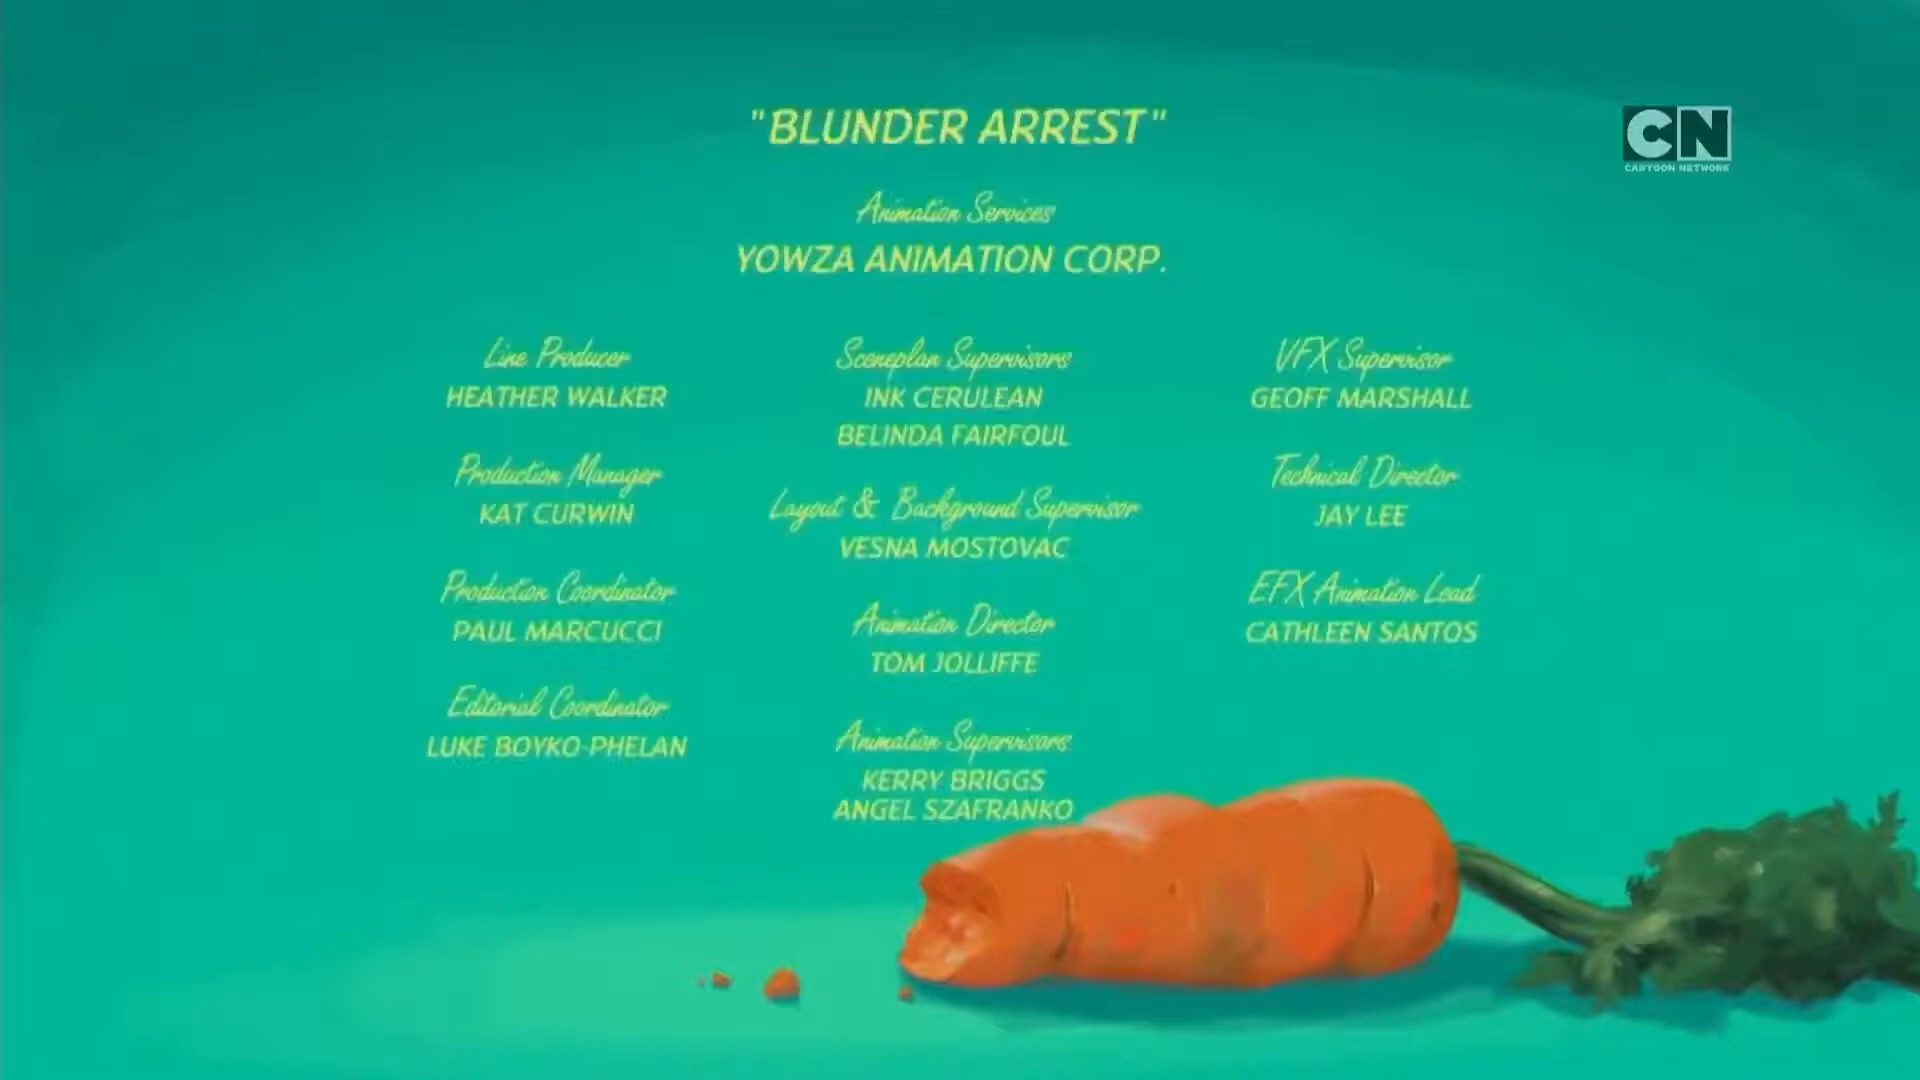 "BLUNDER ARREST"
CN
CARTOON NETWORK
Animation Services
YOWZA ANIMATION CORP.
Line Producer
HEATHER WALKER
Production Manager
KAT CURWIN
Production Coordinator
PAUL MARCUCCI
Editorial Coordinator
LUKE BOYKO-PHELAN
Sceneplan Supervisors
INK CERULEAN
BELINDA FAIRFOUL
Layout & Background Supervisor
VESNA MOSTOVAC
Animation Director
TOM JOLLIFFE
Animation Supervisors
KERRY BRIGGS
ANGEL SZAFRANKO
VFX Supervisor
GEOFF MARSHALL
Technical Director
JAY LEE
EFX Animation Lead
CATHLEEN SANTOS